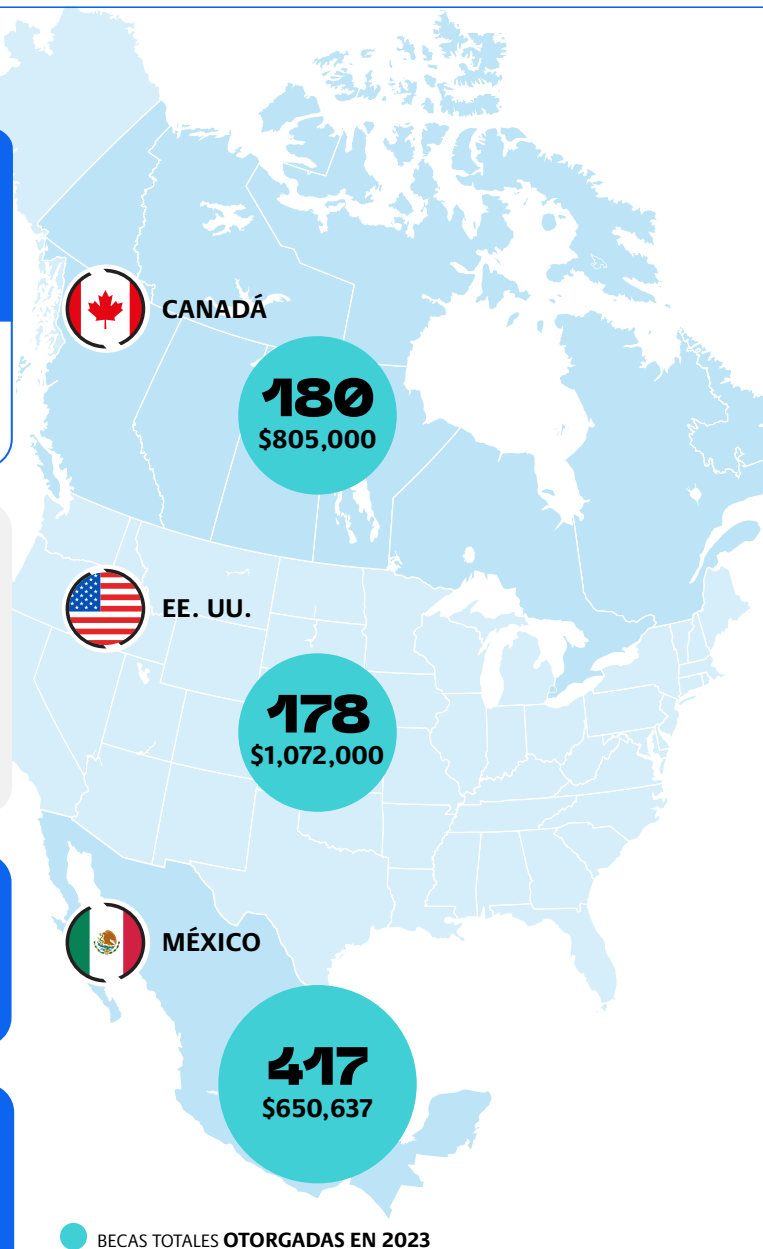 CANADÁ
180
$805,000
EE. UU.
178
$1,072,000
MÉXICO
417
$650,637
BECAS TOTALES OTORGADAS EN 2023